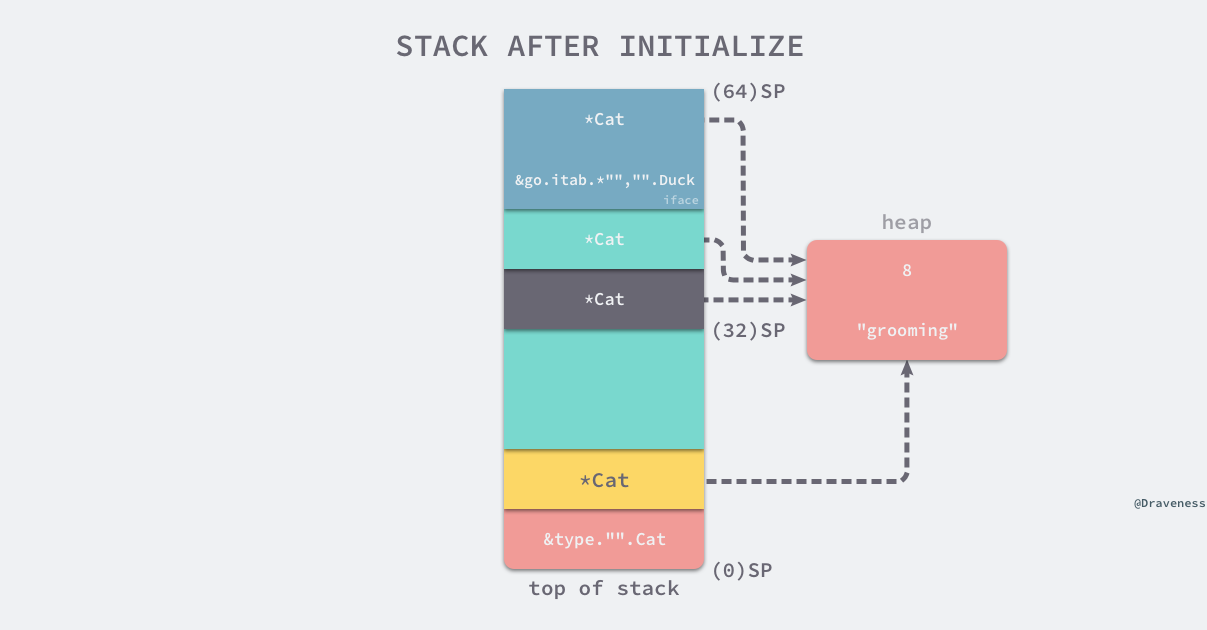 STACK AFTER INITIALIZE
(64)SP
*Cat
&go.itab.*"","".Duck
iface
*Cat
*Cat
(32)SP
heap
8
"grooming"
*Cat
@Draveness
&type."".Cat
(0)SP
top of stack